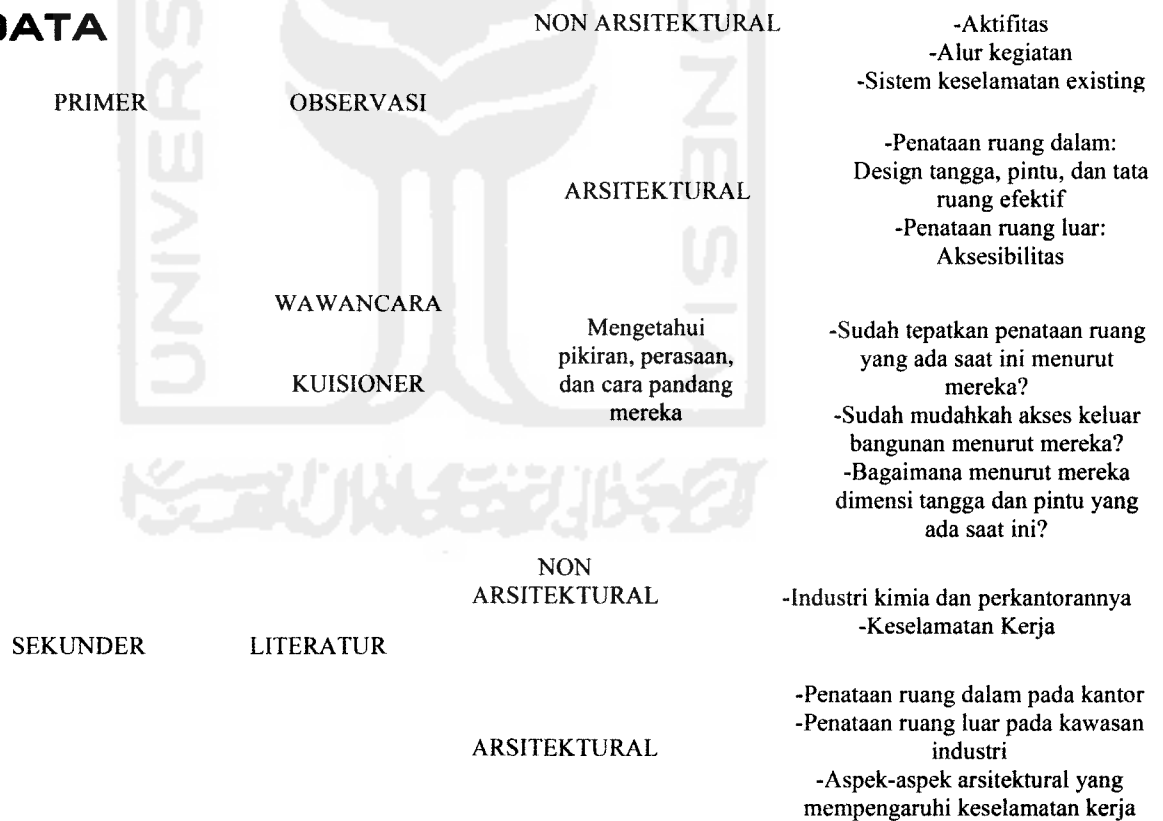 DATA
NON ARSITEKTURAL
-Aktifitas
-Alur kegiatan
-Sistem keselamatan existing
PRIMER
OBSERVASI
ARSITEKTURAL
-Penataan ruang dalam:
Design tangga, pintu, dan tata
ruang efektif
-Penataan ruang luar:
Aksesibilitas
WAWANCARA
KUISIONER
Mengetahui
pikiran, perasaan,
dan cara pandang
mereka
-Sudah tepatkan penataan ruang
yang ada saat ini menurut
mereka?
-Sudah mudahkah akses keluar
bangunan menurut mereka?
-Bagaimana menurut mereka
dimensi tangga dan pintu yang
ada saat ini?
SEKUNDER
LITERATUR
NON
ARSITEKTURAL
-Industri kimia dan perkantorannya
-Keselamatan Kerja
ARSITEKTURAL
-Penataan ruang dalam pada kantor
-Penataan ruang luar pada kawasan
industri
-Aspek-aspek arsitektural yang
mempengaruhi keselamatan kerja